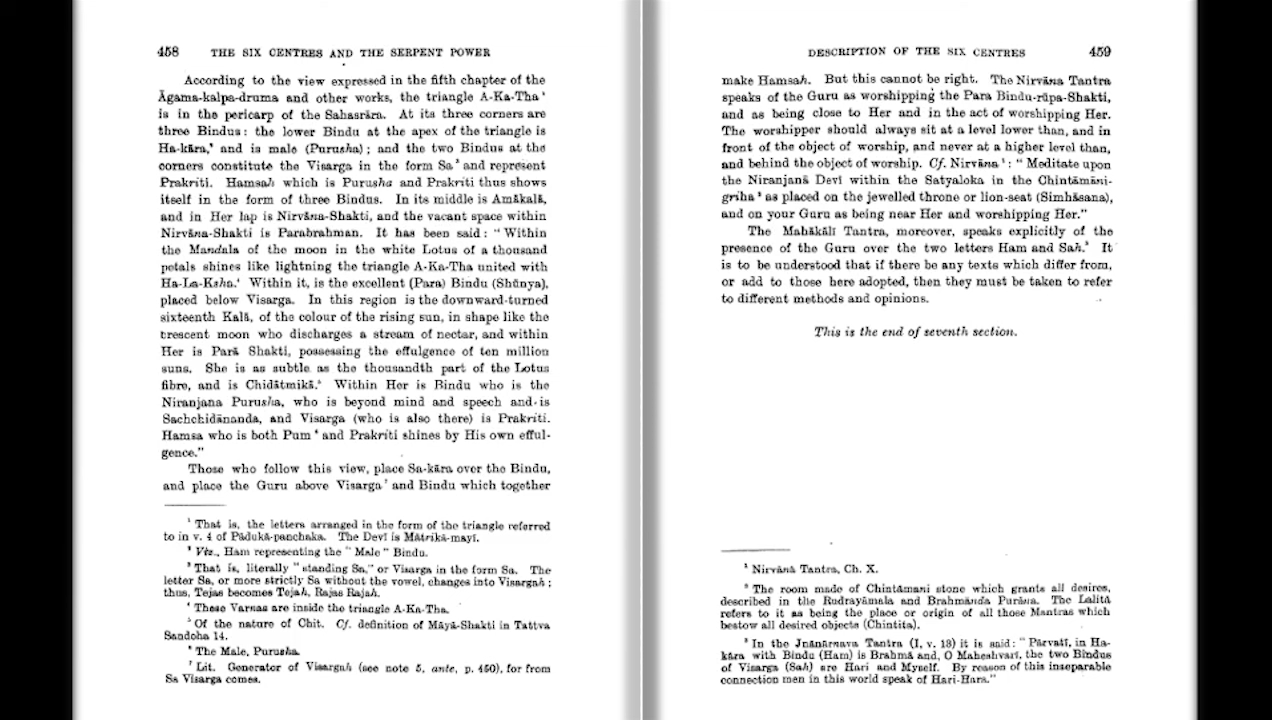 458 THE SIX CENTRES AND THE SERPENT POWER
According to the view expressed in the fifth chapter of the
Āgama-kalpa-druma and other works, the triangle A-Ka-Tha¹
is in the pericarp of the Sahasrāra. At its three corners are
three Bindus: the lower Bindu at the apex of the triangle is
Ha-kāra,² and is male (Purusha); and the two Bindus at the
corners constitute the Visarga in the form Sa³ and represent
Prakriti. Hamsah which is Purusha and Prakriti thus shows
itself in the form of three Bindus. In its middle is Amākalā,
and in Her lap is Nirvāna-Shakti, and the vacant space within
Nirvāna-Shakti is Parabrahman. It has been said: “Within
the Mandala of the moon in the white Lotus of a thousand
petals shines like lightning the triangle A-Ka-Tha united with
Ha-La-Ksha.⁴ Within it, is the excellent (Para) Bindu (Shūnya),
placed below Visarga. In this region is the downward-turned
sixteenth Kalā, of the colour of the rising sun, in shape like the
crescent moon who discharges a stream of nectar, and within
Her is Parā Shakti, possessing the effulgence of ten million
suns. She is as subtle as the thousandth part of the Lotus
fibre, and is Chidātmikā.⁵ Within Her is Bindu who is the
Niranjana Purusha, who is beyond mind and speech and is
Sachchidānanda, and Visarga (who is also there) is Prakriti.
Hamsa who is both Pum⁶ and Prakriti shines by His own efful-
gence.”
Those who follow this view, place Sa-kāra over the Bindu,
and place the Guru above Visarga⁷ and Bindu which together
¹ That is, the letters arranged in the form of the triangle referred
to in v. 4 of Pādukā-panchaka. The Devī is Mātrikā-mayī.
² Viz., Ham representing the “Male” Bindu.
³ That is, literally “standing Sa,” or Visarga in the form Sa. The
letter Sa, or more strictly Sa without the vowel, changes into Visargah;
thus, Tejas becomes Tejah, Rajas Rajah.
⁴ These Varnas are inside the triangle A-Ka-Tha.
⁵ Of the nature of Chit. Cf. definition of Māyā-Shakti in Tattva
Sandoha 14.
⁶ The Male, Purusha.
⁷ Lit. Generator of Visargah (see note 5, ante, p. 450), for from
Sa Visarga comes.
DESCRIPTION OF THE SIX CENTRES 459
make Hamsah. But this cannot be right. The Nirvāna Tantra
speaks of the Guru as worshipping the Para Bindu-rūpa-Shakti,
and as being close to Her and in the act of worshipping Her.
The worshipper should always sit at a level lower than, and in
front of the object of worship, and never at a higher level than,
and behind the object of worship. Cf. Nirvāna¹: “Meditate upon
the Niranjanā Devī within the Satyaloka in the Chintāmāni-
griha² as placed on the jewelled throne or lion-seat (Simhāsana),
and on your Guru as being near Her and worshipping Her.”
The Mahākālī Tantra, moreover, speaks explicitly of the
presence of the Guru over the two letters Ham and Sah.³ It
is to be understood that if there be any texts which differ from,
or add to those here adopted, then they must be taken to refer
to different methods and opinions.
This is the end of seventh section.
¹ Nirvānā Tantra, Ch. X.
² The room made of Chintāmani stone which grants all desires,
described in the Rudrayāmala and Brahmānda Purāna. The Lalitā
refers to it as being the place or origin of all those Mantras which
bestow all desired objects (Chintita).
³ In the Jnānārnava Tantra (I, v. 13) it is said: “Pārvatī, in Ha-
kāra with Bindu (Ham) is Brahmā and, O Maheshvarī, the two Bindus
of Visarga (Sah) are Hari and Myself. By reason of this inseparable
connection men in this world speak of Hari-Hara.”